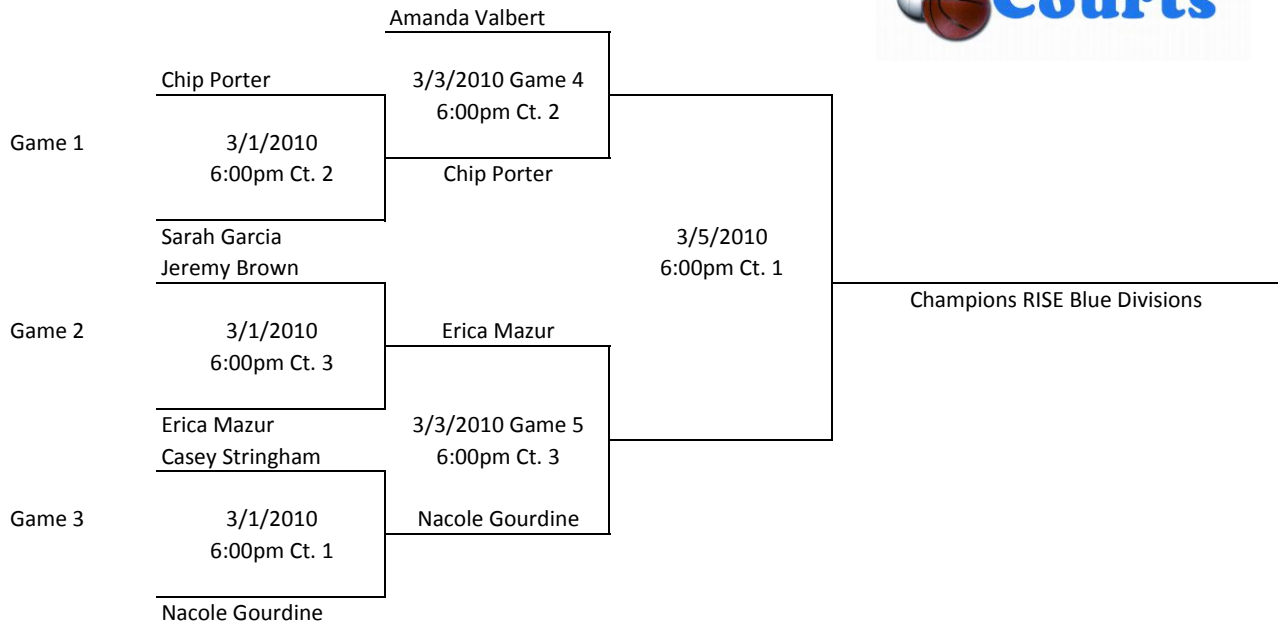 Courts
Amanda Valbert
Chip Porter
3/3/2010 Game 4
6:00pm Ct. 2
Game 1
3/1/2010
6:00pm Ct. 2
Chip Porter
Sarah Garcia
3/5/2010
Jeremy Brown
6:00pm Ct. 1
Champions RISE Blue Divisions
Game 2
3/1/2010
Erica Mazur
6:00pm Ct. 3
Erica Mazur
3/3/2010 Game 5
Casey Stringham
6:00pm Ct. 3
Game 3
3/1/2010
Nacole Gourdine
6:00pm Ct. 1
Nacole Gourdine